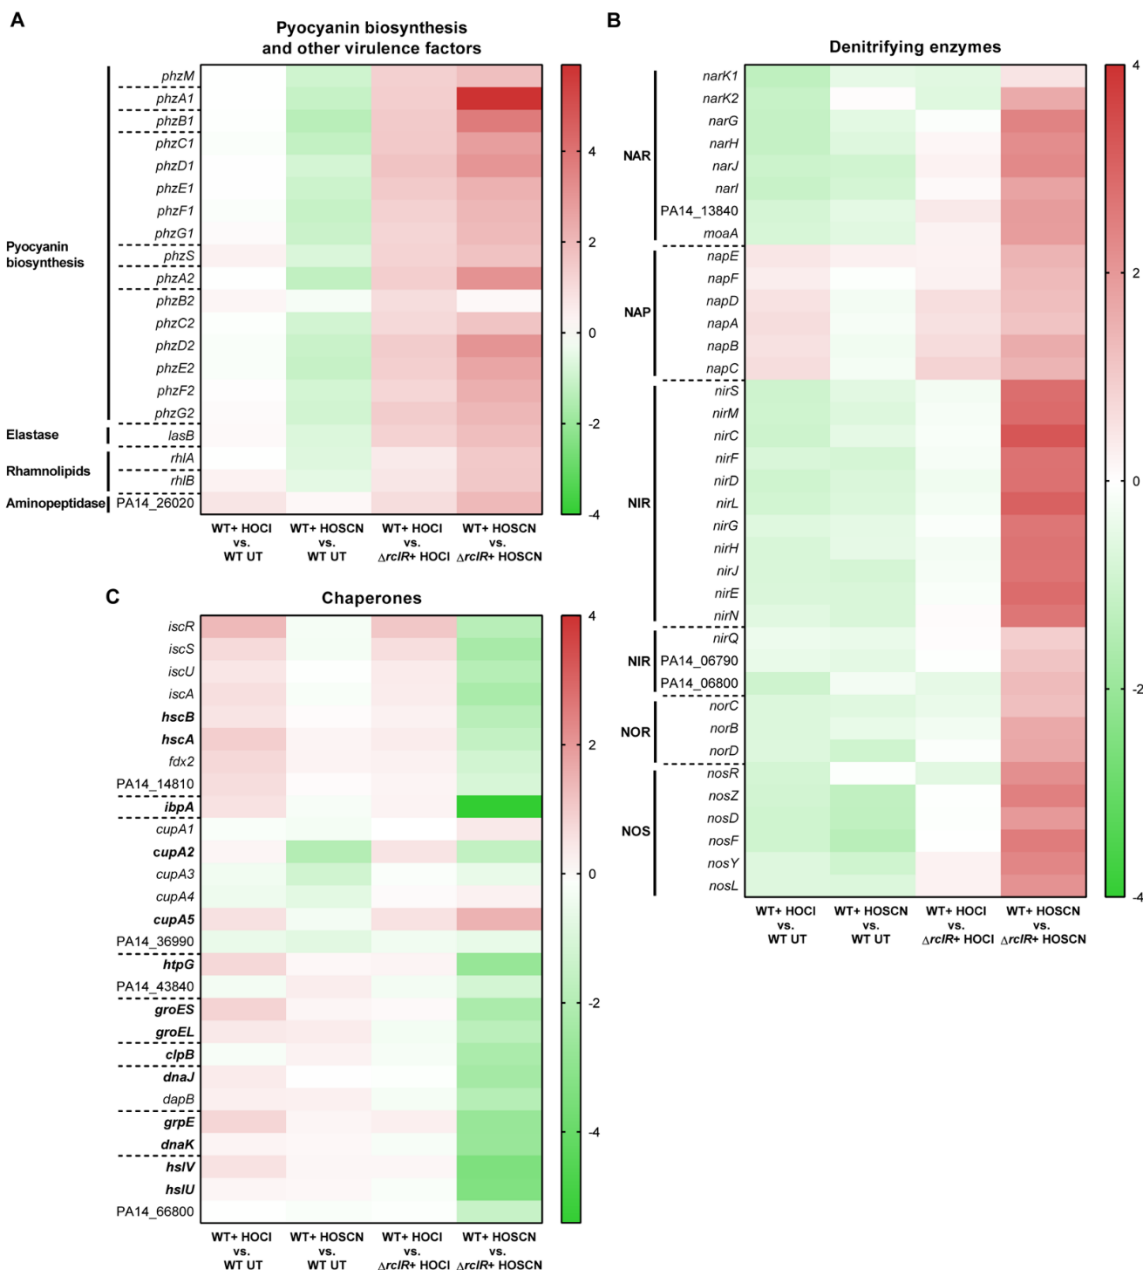 A
Pyocyanin biosynthesis
and other virulence factors
Pyocyanin
biosynthesis
Elastase
Rhamnolipids
Aminopeptidase
phzM
phzA1
phzB1
phzC1
phzD1
phzE1
phzF1
phzG1
phzS
phzA2
phzB2
phzC2
phzD2
phzE2
phzF2
phzG2
lasB
rhlA
rhlB
PA14_26020
4
2
0
-2
-4
WT+ HOCl
vs.
WT UT
WT+ HOSCN
vs.
WT UT
WT+ HOCl
vs.
ΔrclR+ HOCl
WT+ HOSCN
vs.
ΔrclR+ HOSCN
B
Denitrifying enzymes
NAR
NAP
NIR
NIR
NOR
NOS
narK1
narK2
narG
narH
narJ
narI
PA14_13840
moaA
napE
napF
napD
napA
napB
napC
nirS
nirM
nirC
nirF
nirD
nirL
nirG
nirH
nirJ
nirE
nirN
nirQ
PA14_06790
PA14_06800
norC
norB
norD
nosR
nosZ
nosD
nosF
nosY
nosL
4
2
0
-2
-4
WT+ HOCl
vs.
WT UT
WT+ HOSCN
vs.
WT UT
WT+ HOCl
vs.
ΔrclR+ HOCl
WT+ HOSCN
vs.
ΔrclR+ HOSCN
C
Chaperones
iscR
iscS
iscU
iscA
hscB
hscA
fdx2
PA14_14810
ibpA
cupA1
cupA2
cupA3
cupA4
cupA5
PA14_36990
htpG
PA14_43840
groES
groEL
clpB
dnaJ
dapB
grpE
dnaK
hslV
hslU
PA14_66800
4
2
0
-2
-4
WT+ HOCl
vs.
WT UT
WT+ HOSCN
vs.
WT UT
WT+ HOCl
vs.
ΔrclR+ HOCl
WT+ HOSCN
vs.
ΔrclR+ HOSCN